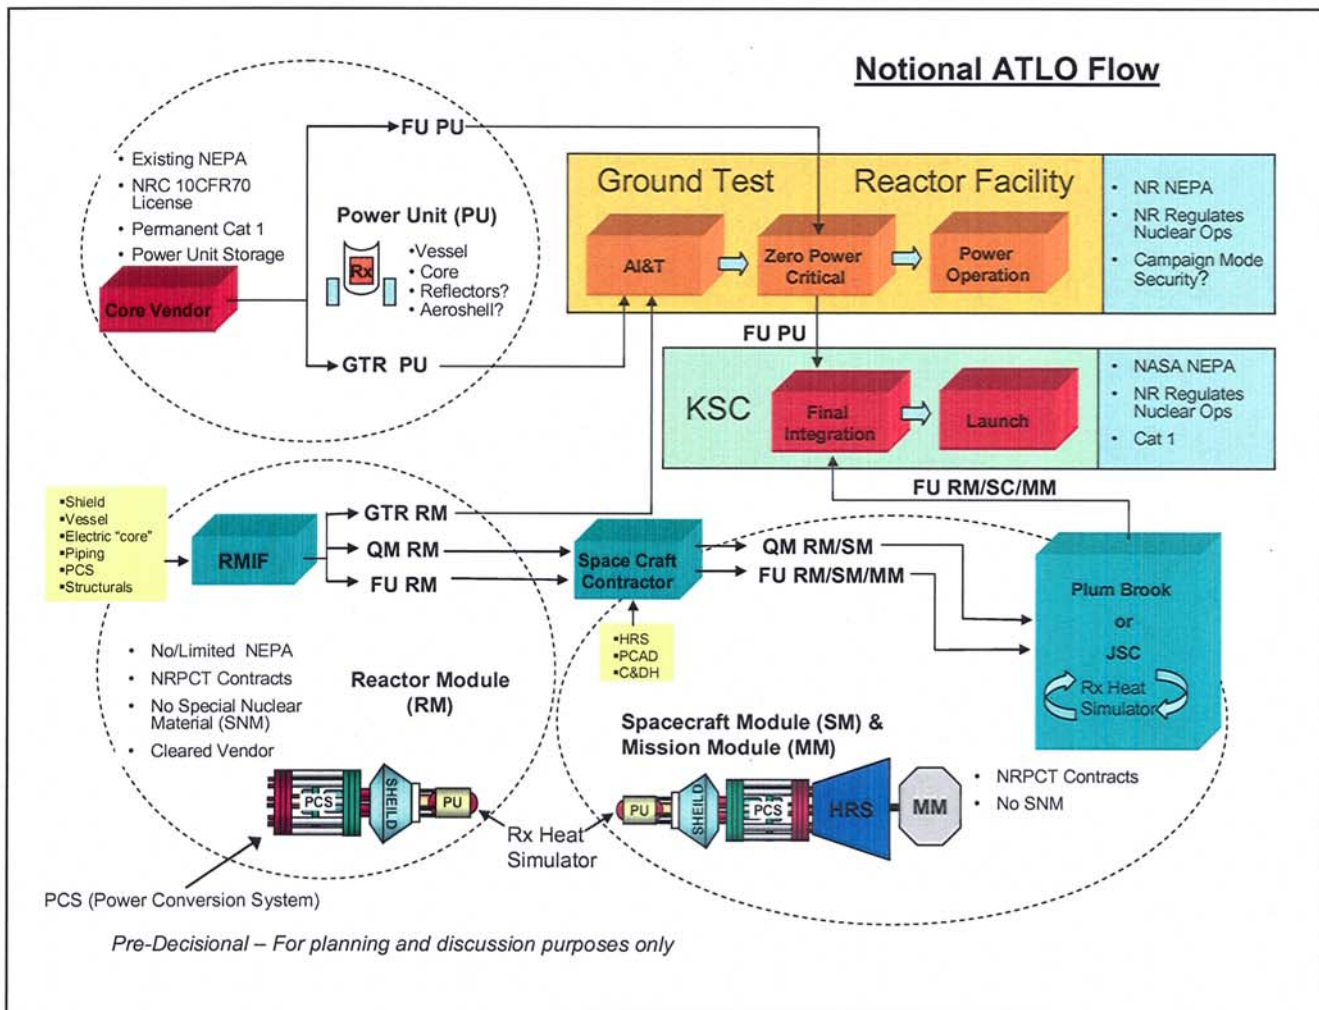 Notional ATLO Flow
FU PU
• Existing NEPA
• NRC 10CFR70
License
• Permanent Cat 1
• Power Unit Storage
Core Vendor
Power Unit (PU)
Rx
▪Vessel
▪ Core
▪ Reflectors?
▪ Aeroshell?
GTR PU
Ground Test
Reactor Facility
AI&T
Zero Power
Critical
Power
Operation
• NR NEPA
• NR Regulates
Nuclear Ops
• Campaign Mode
Security?
FU PU
KSC
Final
Integration
Launch
• NASA NEPA
• NR Regulates
Nuclear Ops
• Cat 1
FU RM/SC/MM
▪Shield
▪Vessel
▪Electric "core"
▪Piping
▪PCS
▪Structurals
RMIF
GTR RM
QM RM
FU RM
Space Craft
Contractor
QM RM/SM
FU RM/SM/MM
▪HRS
▪PCAD
▪C&DH
Plum Brook
or
JSC
Rx Heat
Simulator
• No/Limited NEPA
• NRPCT Contracts
• No Special Nuclear
Material (SNM)
• Cleared Vendor
Reactor Module
(RM)
Spacecraft Module (SM) &
Mission Module (MM)
PCS
SHEILD
PU
Rx Heat
Simulator
PU
SHEILD
PCS
HRS
MM
• NRPCT Contracts
• No SNM
PCS (Power Conversion System)
Pre-Decisional – For planning and discussion purposes only